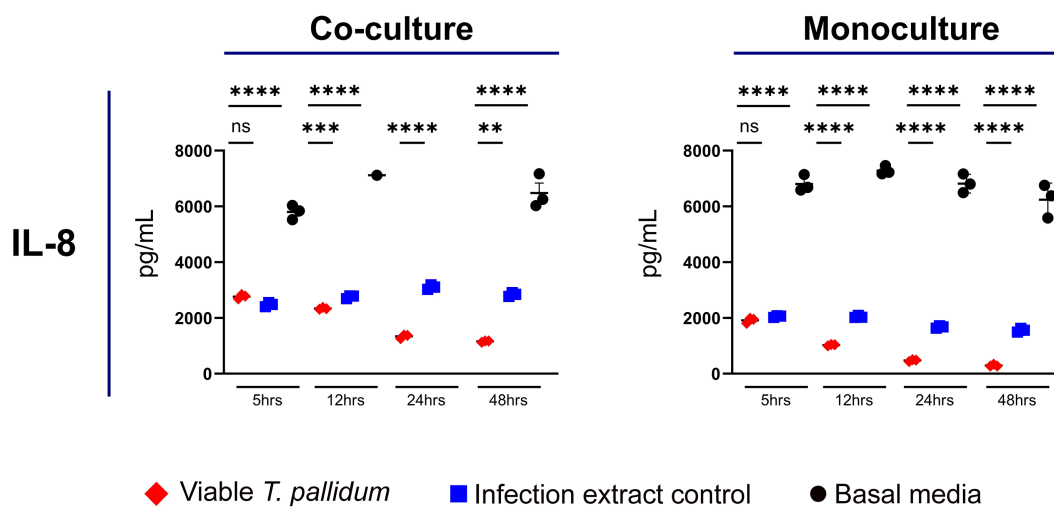 Co-culture
Monoculture
**** **** ****
ns *** **** **
**** **** **** ****
ns **** **** ****
IL-8
pg/mL
8000
6000
4000
2000
0
5hrs 12hrs 24hrs 48hrs
pg/mL
8000
6000
4000
2000
0
5hrs 12hrs 24hrs 48hrs
Viable T. pallidum Infection extract control Basal media